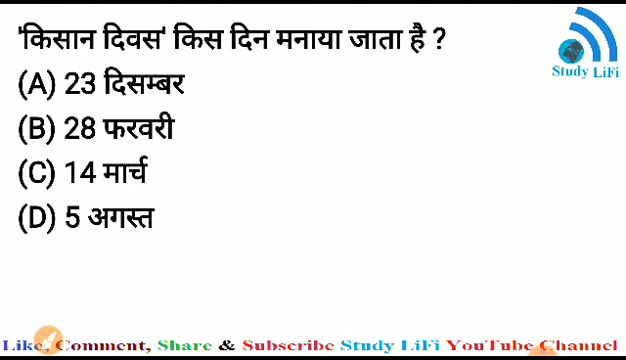 'किसान दिवस' किस दिन मनाया जाता है ?
(A) 23 दिसम्बर
(B) 28 फरवरी
(C) 14 मार्च
(D) 5 अगस्त
Study LiFi
Like, Comment, Share & Subscribe Study LiFi YouTube Channel